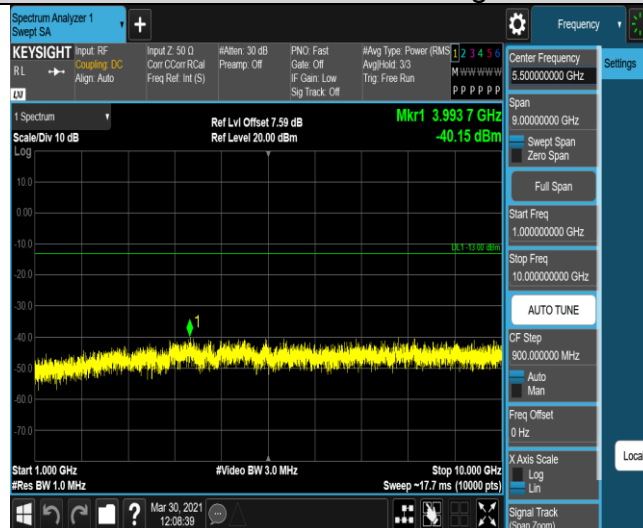 Spectrum Analyzer 1
Swept SA
Frequency
KEYSIGHT
Input: RF
Input Z: 50 Ω
#Atten: 30 dB
PNO: Fast
#Avg Type: Power (RMS
1 2 3 4 5 6
R L
Coupling: DC
Corr CCorr RCal
Preamp: Off
Gate: Off
Avg|Hold: 3/3
M W W W W W
Align: Auto
Freq Ref: Int (S)
IF Gain: Low
Trig: Free Run
Sig Track: Off
P P P P P P
LXI
1 Spectrum
Ref Lvl Offset 7.59 dB
Mkr1 3.993 7 GHz
Scale/Div 10 dB
Ref Level 20.00 dBm
-40.15 dBm
Log
10.0
0.00
-10.0
DL1 -13.00 dBm
-20.0
-30.0
1
-40.0
-50.0
-60.0
-70.0
Start 1.000 GHz
#Video BW 3.0 MHz
Stop 10.000 GHz
#Res BW 1.0 MHz
Sweep ~17.7 ms (10000 pts)
?
Mar 30, 2021
12:08:39
Center Frequency
5.500000000 GHz
Settings
Span
9.00000000 GHz
Swept Span
Zero Span
Full Span
Start Freq
1.000000000 GHz
Stop Freq
10.000000000 GHz
AUTO TUNE
CF Step
900.000000 MHz
Auto
Man
Freq Offset
0 Hz
X Axis Scale
Local
Log
Lin
Signal Track
(Span Zoom)